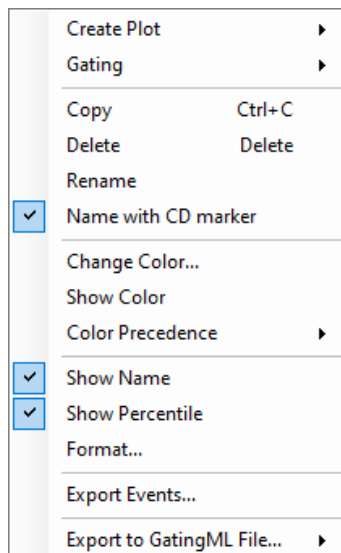 Create Plot
Gating
Copy Ctrl+C
Delete Delete
Rename
Name with CD marker
Change Color...
Show Color
Color Precedence
Show Name
Show Percentile
Format...
Export Events...
Export to GatingML File...